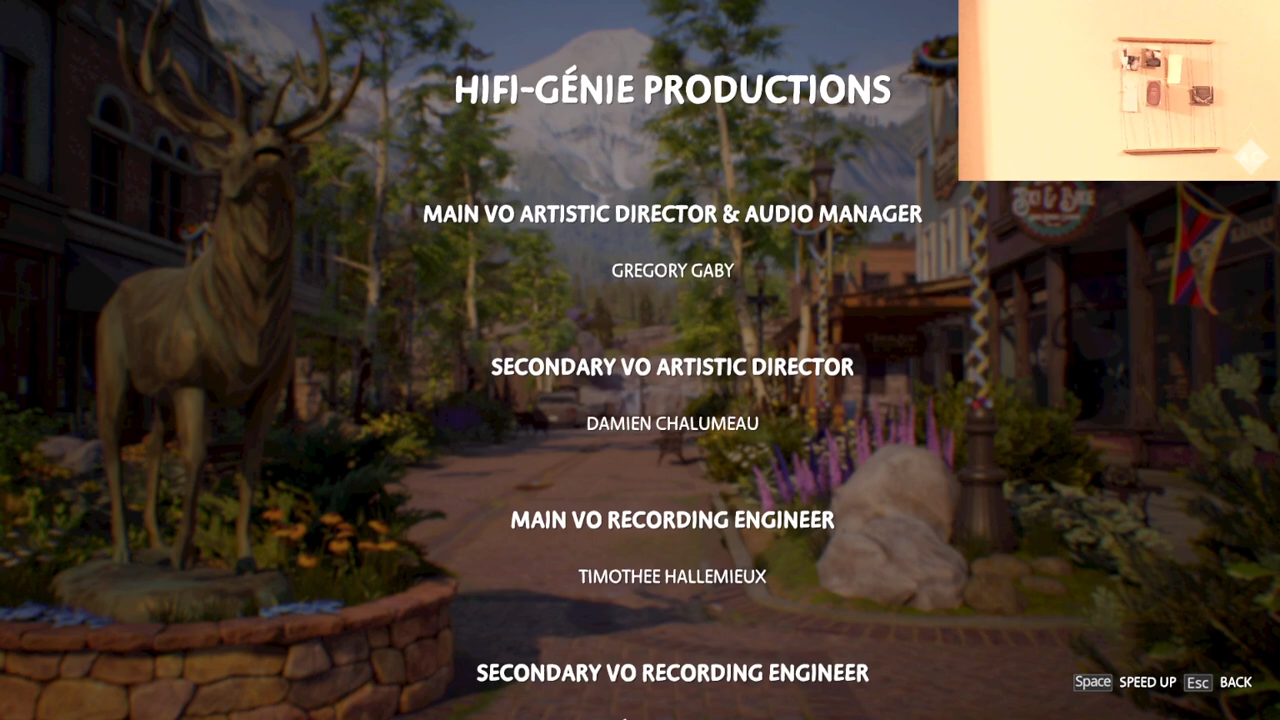 HIFI-GÉNIE PRODUCTIONS
MAIN VO ARTISTIC DIRECTOR & AUDIO MANAGER
GREGORY GABY
SECONDARY VO ARTISTIC DIRECTOR
DAMIEN CHALUMEAU
MAIN VO RECORDING ENGINEER
TIMOTHEE HALLEMIEUX
SECONDARY VO RECORDING ENGINEER
Space SPEED UP Esc BACK